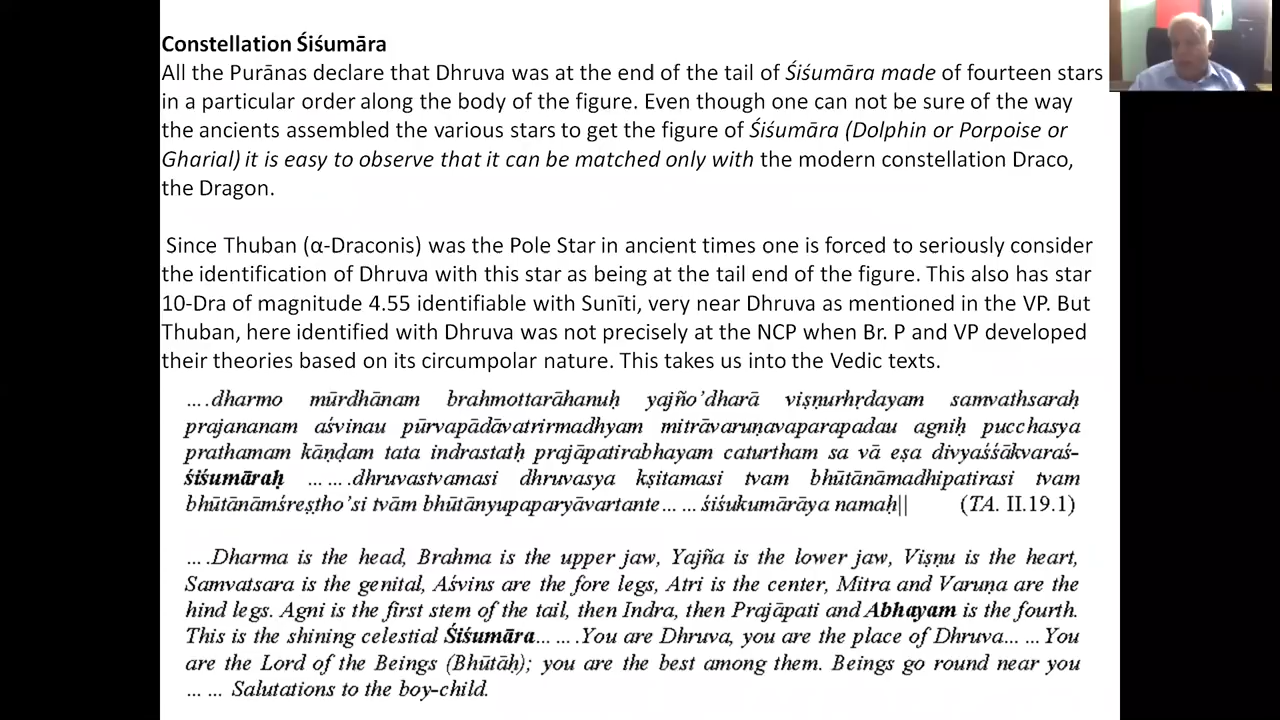 Constellation Śiśumāra
All the Purānas declare that Dhruva was at the end of the tail of Śiśumāra made of fourteen stars
in a particular order along the body of the figure. Even though one can not be sure of the way
the ancients assembled the various stars to get the figure of Śiśumāra (Dolphin or Porpoise or
Gharial) it is easy to observe that it can be matched only with the modern constellation Draco,
the Dragon.
Since Thuban (α-Draconis) was the Pole Star in ancient times one is forced to seriously consider
the identification of Dhruva with this star as being at the tail end of the figure. This also has star
10-Dra of magnitude 4.55 identifiable with Sunīti, very near Dhruva as mentioned in the VP. But
Thuban, here identified with Dhruva was not precisely at the NCP when Br. P and VP developed
their theories based on its circumpolar nature. This takes us into the Vedic texts.
….dharmo mūrdhānam brahmottarāhanuḥ yajño’dharā viṣṇurhṛdayam samvathsaraḥ
prajananam aśvinau pūrvapādāvatrirmadhyam mitrāvaruṇavaparapadau agniḥ pucchasya
prathamam kāṇḍam tata indrastatḥ prajāpatirabhayam caturtham sa vā eṣa divyaśśākvaraś-
śiśumāraḥ … ….dhruvastvamasi dhruvasya kṣitamasi tvam bhūtānāmadhipatirasi tvam
bhūtānāmśreṣṭho’si tvām bhūtānyupaparyāvartante… … śiśukumārāya namaḥ|| (TA. II.19.1)
….Dharma is the head, Brahma is the upper jaw, Yajña is the lower jaw, Viṣṇu is the heart,
Samvatsara is the genital, Aśvins are the fore legs, Atri is the center, Mitra and Varuṇa are the
hind legs. Agni is the first stem of the tail, then Indra, then Prajāpati and Abhayam is the fourth.
This is the shining celestial Śiśumāra… ….You are Dhruva, you are the place of Dhruva… …You
are the Lord of the Beings (Bhūtāḥ); you are the best among them. Beings go round near you
… … Salutations to the boy-child.